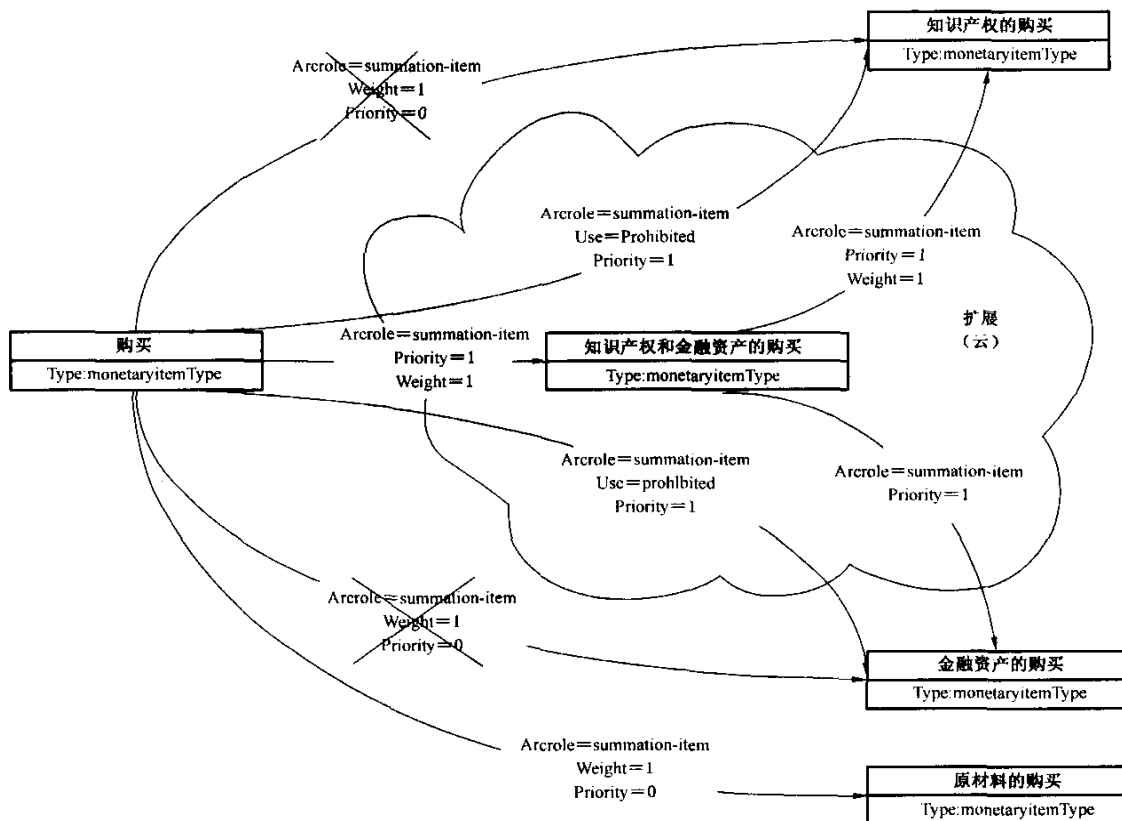 知识产权的购买
Type:monetaryitemType
Arcrole=summation-item
Weight=1
Priority=0
Arcrole=summation-item
Use=Prohibited
Priority=1
Arcrole=summation-item
Priority=1
Weight=1
扩展
（云）
购买
Type:monetaryitemType
Arcrole=summation-item
Priority=1
Weight=1
知识产权和金融资产的购买
Type:monetaryitemType
Arcrole=summation-item
Use=prohlbited
Priority=1
Arcrole=summation-item
Priority=1
Arcrole=summation-item
Weight=1
Priority=0
金融资产的购买
Type:monetaryitemType
Arcrole=summation-item
Weight=1
Priority=0
原材料的购买
Type:monetaryitemType